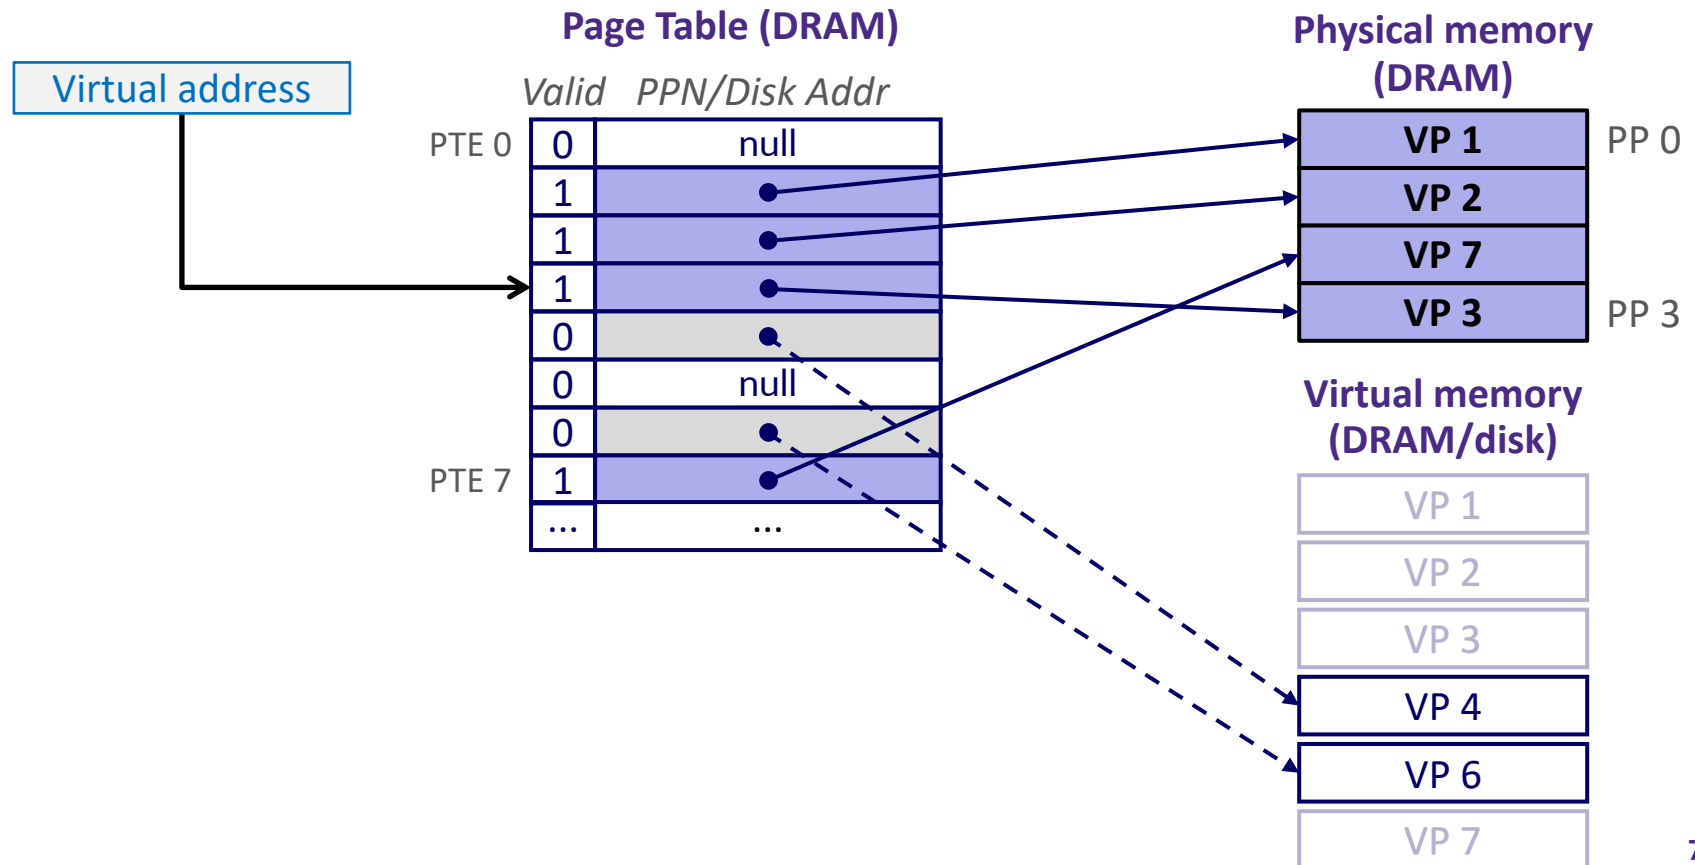 Page Table (DRAM)
Physical memory
(DRAM)
Virtual address
Valid PPN/Disk Addr
PTE 0 0 null
VP 1 PP 0
1
VP 2
1
VP 7
1
VP 3 PP 3
0
0 null
Virtual memory
(DRAM/disk)
0
PTE 7 1
VP 1
... ...
VP 2
VP 3
VP 4
VP 6
VP 7